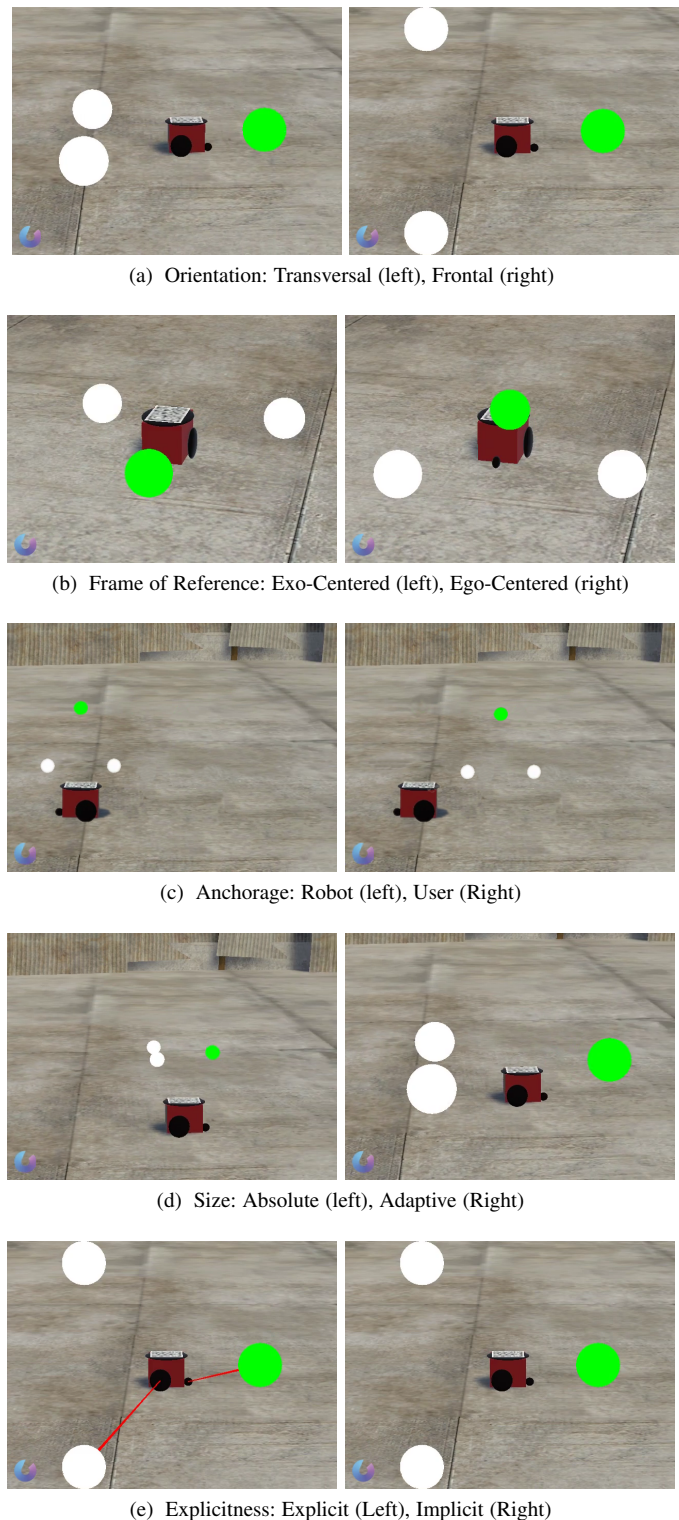 (a) Orientation: Transversal (left), Frontal (right)
(b) Frame of Reference: Exo-Centered (left), Ego-Centered (right)
(c) Anchorage: Robot (left), User (Right)
(d) Size: Absolute (left), Adaptive (Right)
(e) Explicitness: Explicit (Left), Implicit (Right)